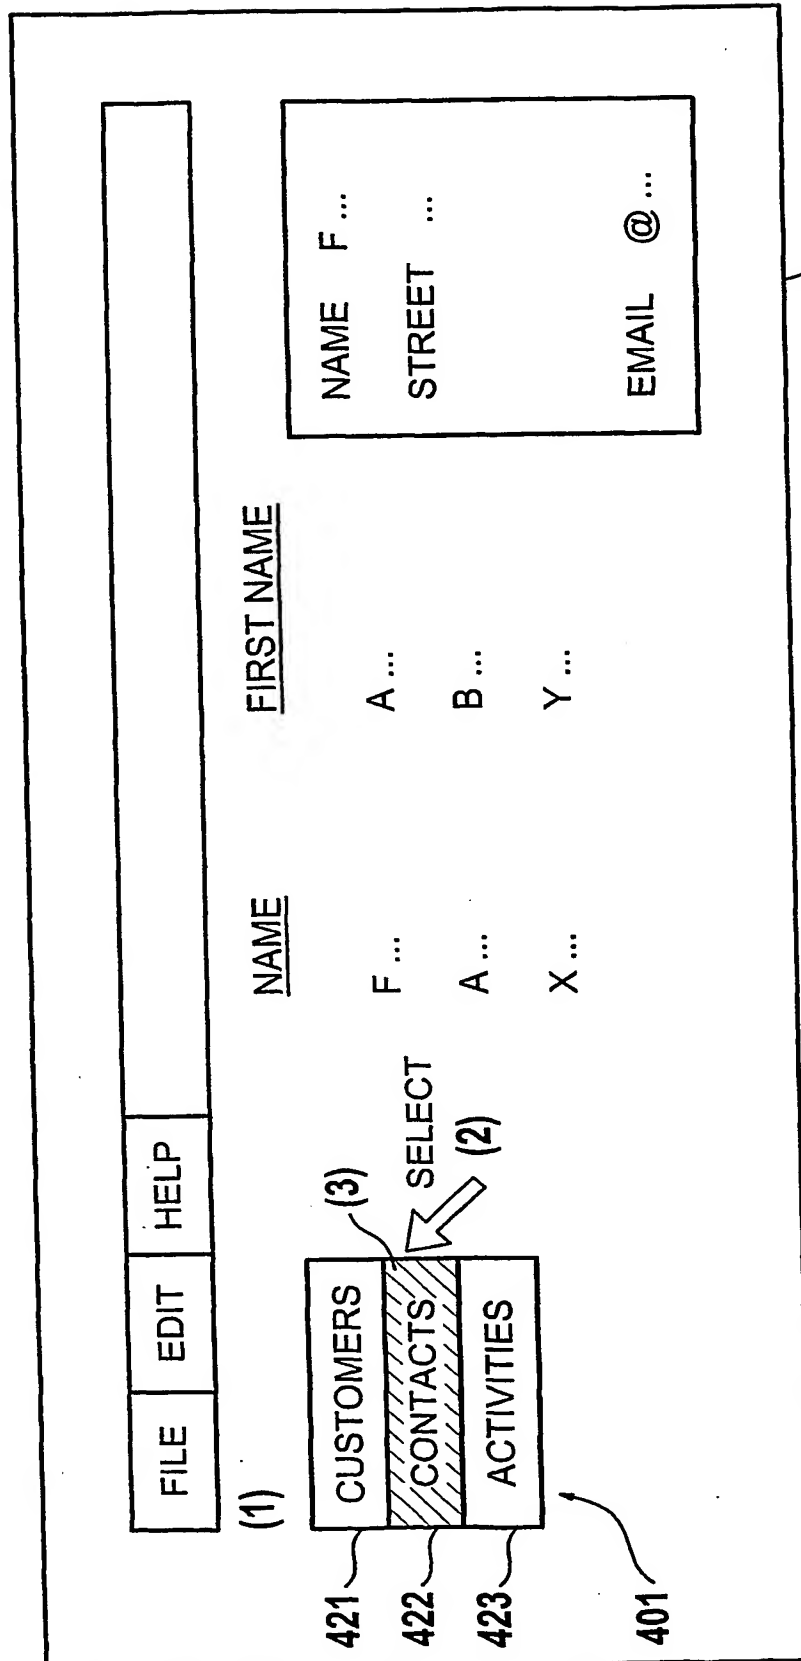 FILE EDIT HELP
(1)
NAME FIRST NAME
421 CUSTOMERS (3)
422 CONTACTS SELECT
(2)
423 ACTIVITIES
401
F... A...
A... B...
X... Y...
NAME F...
STREET ...
EMAIL @...